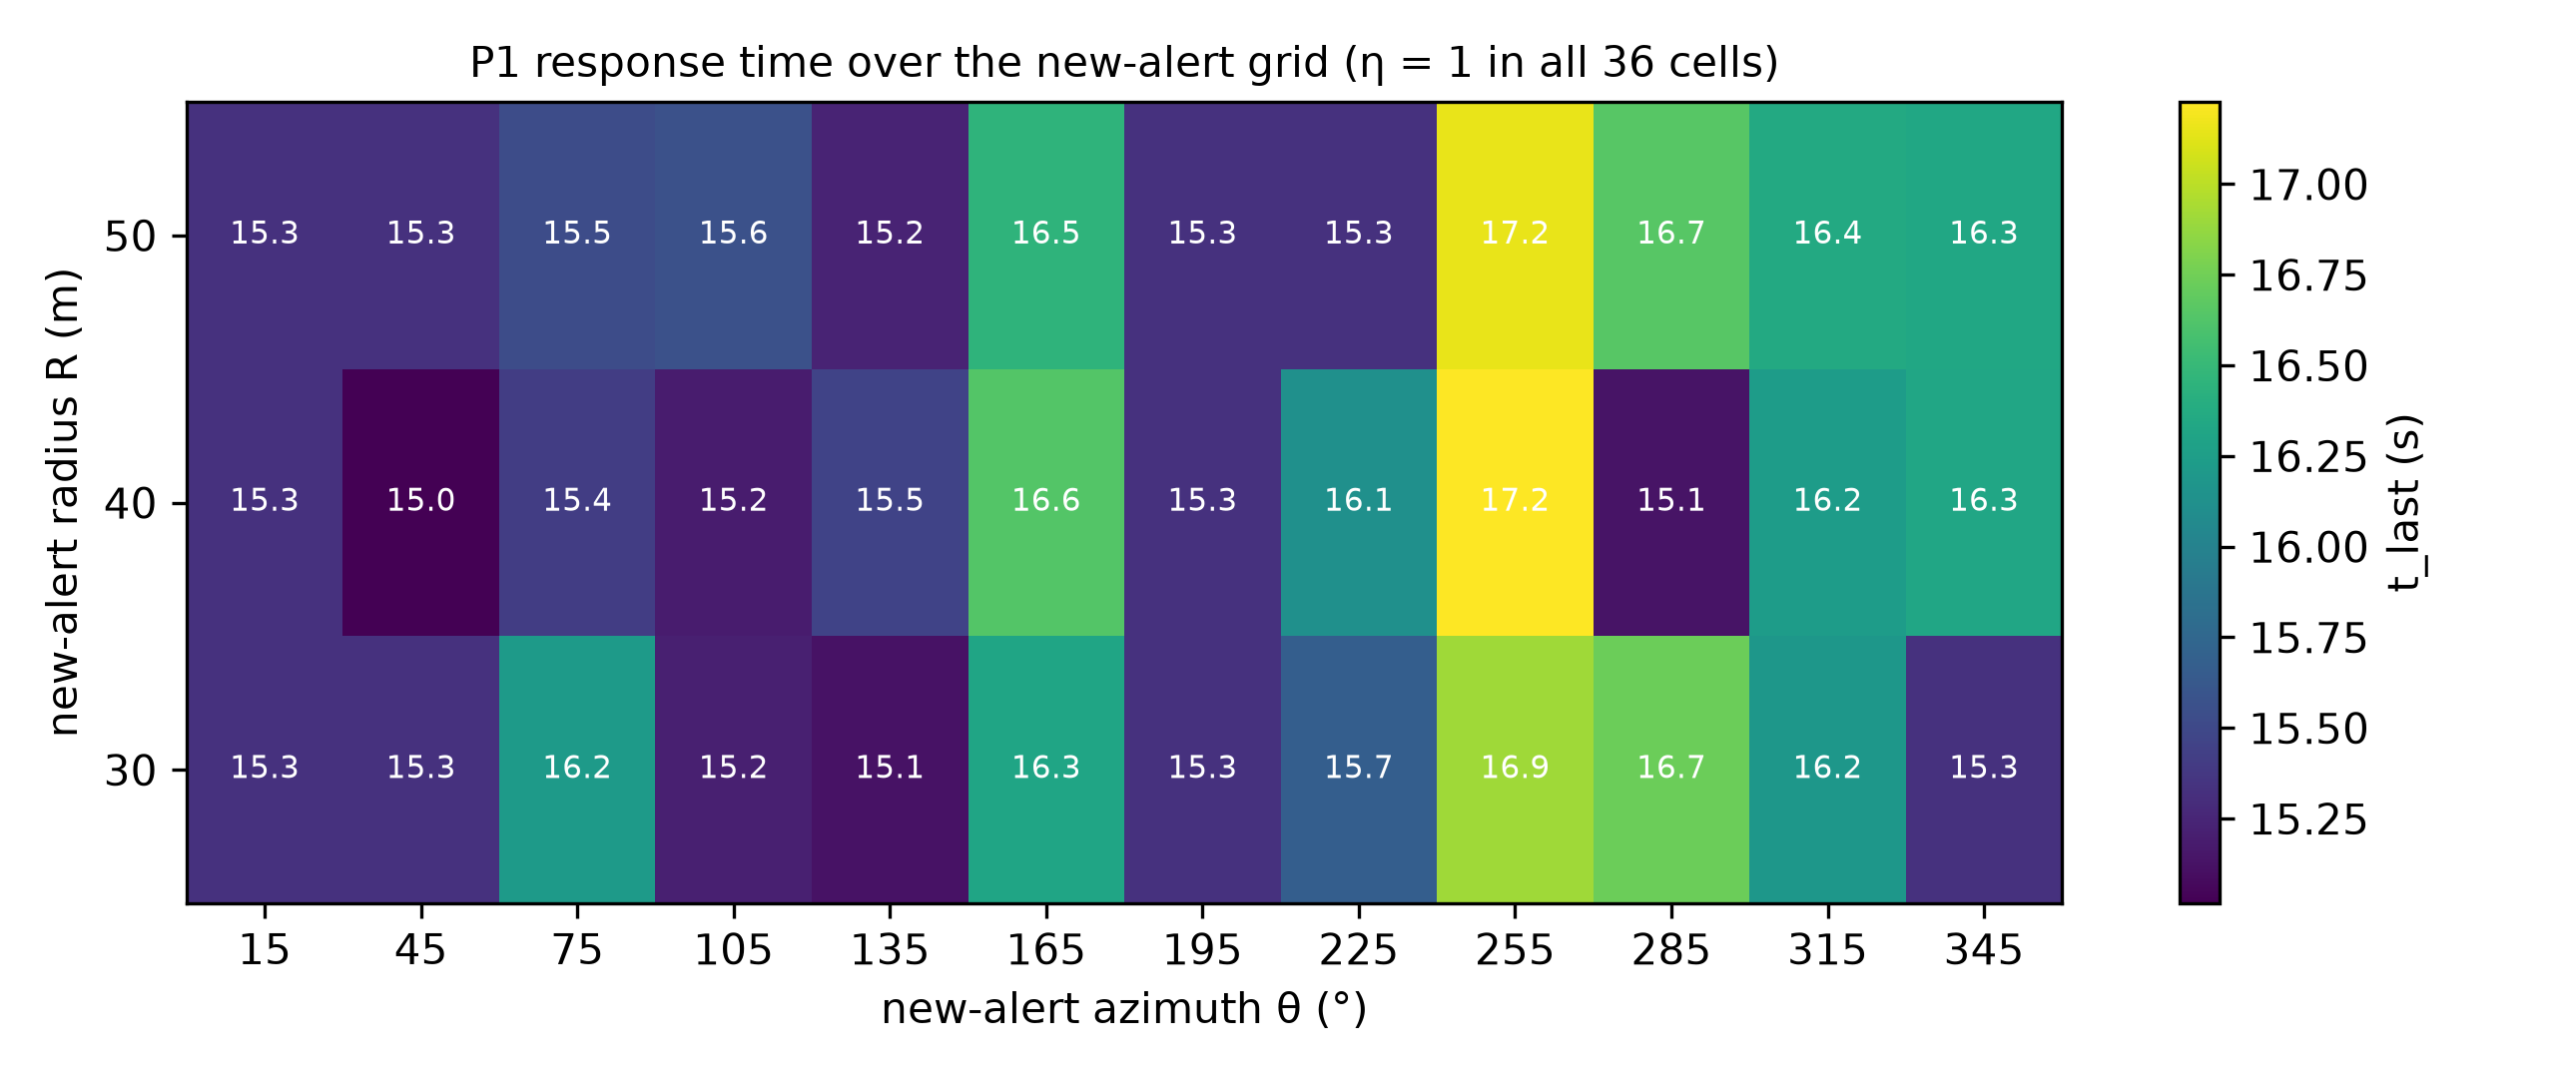 P1 response time over the new-alert grid (η = 1 in all 36 cells)
new-alert radius R (m)
50
15.3 15.3 15.5 15.6 15.2 16.5 15.3 15.3 17.2 16.7 16.4 16.3
40
15.3 15.0 15.4 15.2 15.5 16.6 15.3 16.1 17.2 15.1 16.2 16.3
30
15.3 15.3 16.2 15.2 15.1 16.3 15.3 15.7 16.9 16.7 16.2 15.3
15 45 75 105 135 165 195 225 255 285 315 345
new-alert azimuth θ (°)
17.00
16.75
16.50
16.25
16.00
15.75
15.50
15.25
t_last (s)